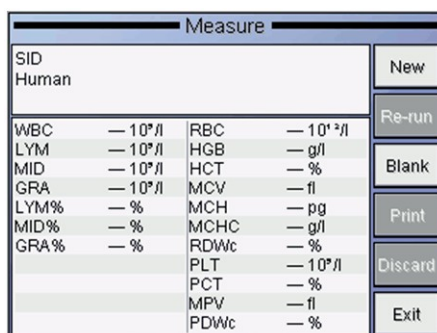 Measure
SID
Human
WBC — 10⁹/l
LYM — 10⁹/l
MID — 10⁹/l
GRA — 10⁹/l
LYM% — %
MID% — %
GRA% — %
RBC — 10¹²/l
HGB — g/l
HCT — %
MCV — fl
MCH — pg
MCHC — g/l
RDWc — %
PLT — 10⁹/l
PCT — %
MPV — fl
PDWc — %
New
Re-run
Blank
Print
Discard
Exit